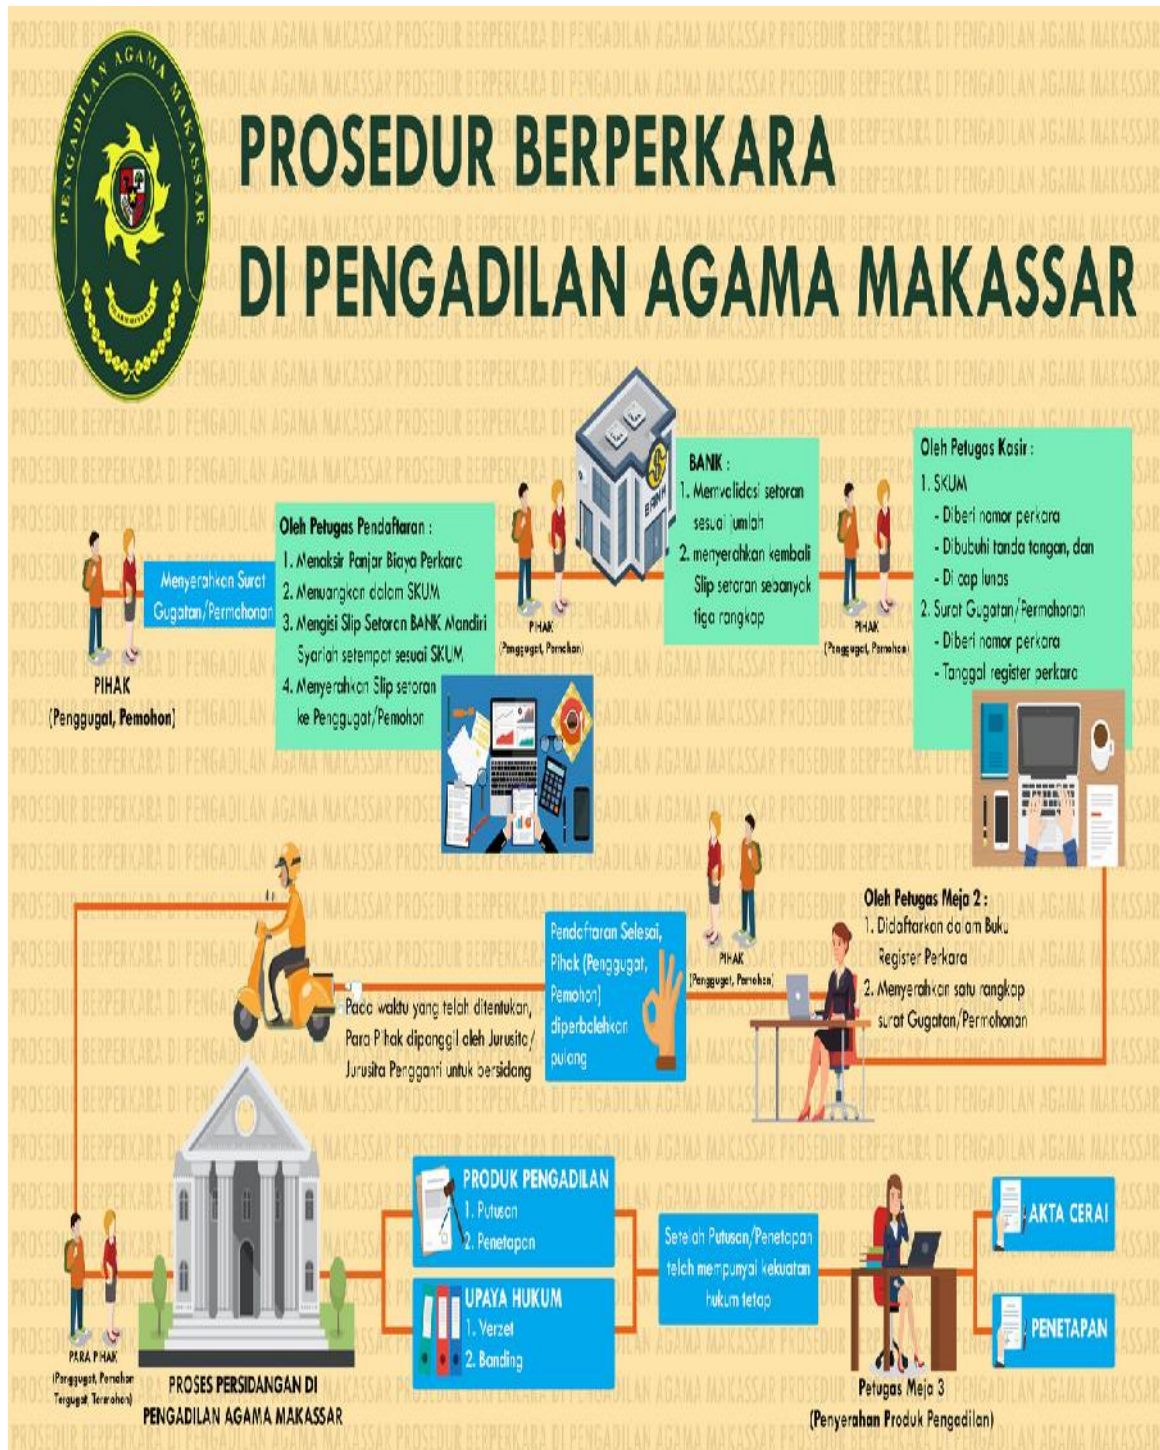 PENGADILAN AGAMA MAKASSAR
PROSEDUR BERPERKARA
DI PENGADILAN AGAMA MAKASSAR
PIHAK
(Penggugat, Pemohon)
Menyerahkan Surat
Gugatan/Permohonan
Oleh Petugas Pendaftaran :
1. Menaksir Panjar Biaya Perkara
2. Menuangkan dalam SKUM
3. Mengisi Slip Setoran BANK Mandiri
Syariah setempat sesuai SKUM
4. Menyerahkan Slip setoran
ke Penggugat/Pemohon
PIHAK
(Penggugat, Pemohon)
BANK
BANK :
1. Memvalidasi setoran
sesuai jumlah
2. menyerahkan kembali
Slip setoran sebanyak
tiga rangkap
PIHAK
(Penggugat, Pemohon)
Oleh Petugas Kasir :
1. SKUM
- Diberi nomor perkara
- Dibubuhi tanda tangan, dan
- Di cap lunas
2. Surat Gugatan/Permohonan
- Diberi nomor perkara
- Tanggal register perkara
Oleh Petugas Meja 2 :
1. Didaftarkan dalam Buku
Register Perkara
2. Menyerahkan satu rangkap
surat Gugatan/Permohonan
PIHAK
(Penggugat, Pemohon)
Pendaftaran Selesai,
Pihak (Penggugat,
Pemohon)
diperbolehkan
pulang
Pada waktu yang telah ditentukan,
Para Pihak dipanggil oleh Jurusita/
Jurusita Pengganti untuk bersidang
PARA PIHAK
(Penggugat, Pemohon
Tergugat, Termohon)
PROSES PERSIDANGAN DI
PENGADILAN AGAMA MAKASSAR
PRODUK PENGADILAN
1. Putusan
2. Penetapan
UPAYA HUKUM
1. Verzet
2. Banding
Setelah Putusan/Penetapan
telah mempunyai kekuatan
hukum tetap
Petugas Meja 3
(Penyerahan Produk Pengadilan)
AKTA CERAI
PENETAPAN